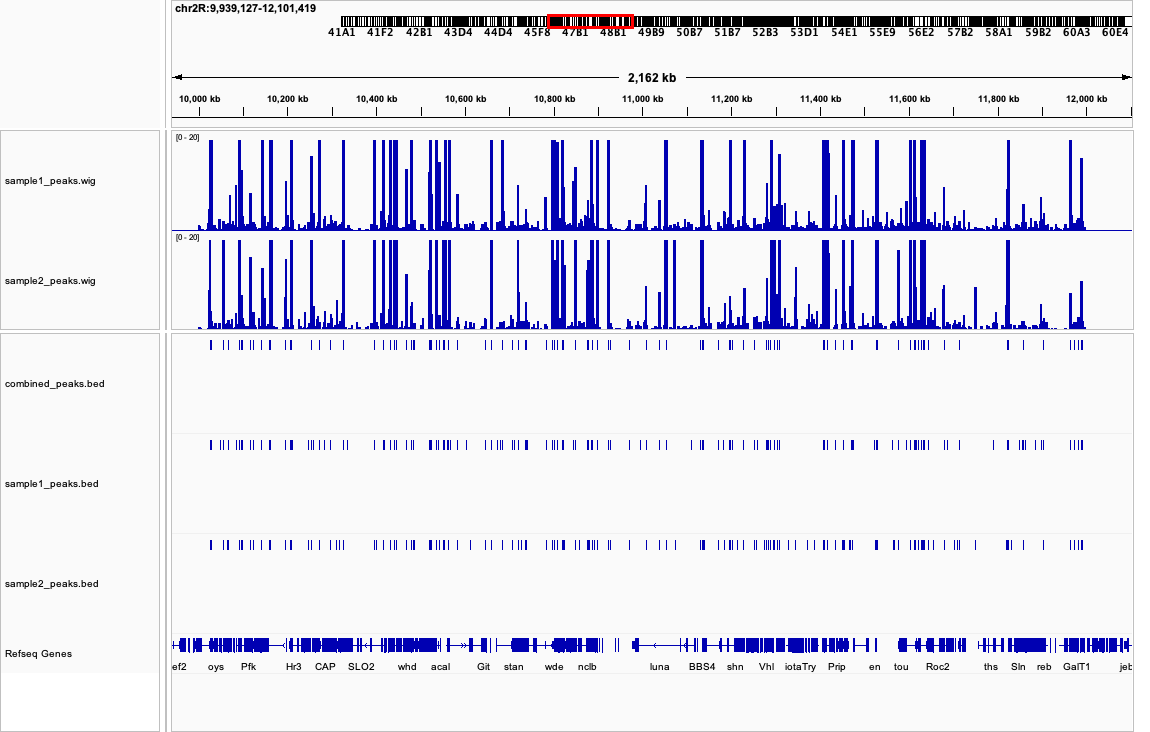 chr2R:9,939,127-12,101,419
41A1 41F2 42B1 43D4 44D4 45F8 47B1 48B1 49B9 50B7 51B7 52B3 53D1 54E1 55E9 56E2 57B2 58A1 59B2 60A3 60E4
2,162 kb
10,000 kb 10,200 kb 10,400 kb 10,600 kb 10,800 kb 11,000 kb 11,200 kb 11,400 kb 11,600 kb 11,800 kb 12,000 kb
[0 - 20]
sample1_peaks.wig
[0 - 20]
sample2_peaks.wig
combined_peaks.bed
sample1_peaks.bed
sample2_peaks.bed
Refseq Genes
ef2 oys Pfk Hr3 CAP SLO2 whd acal Git stan wde nclb luna BBS4 shn Vhl iotaTry Prip en tou Roc2 ths Sln reb GalT1 jeb